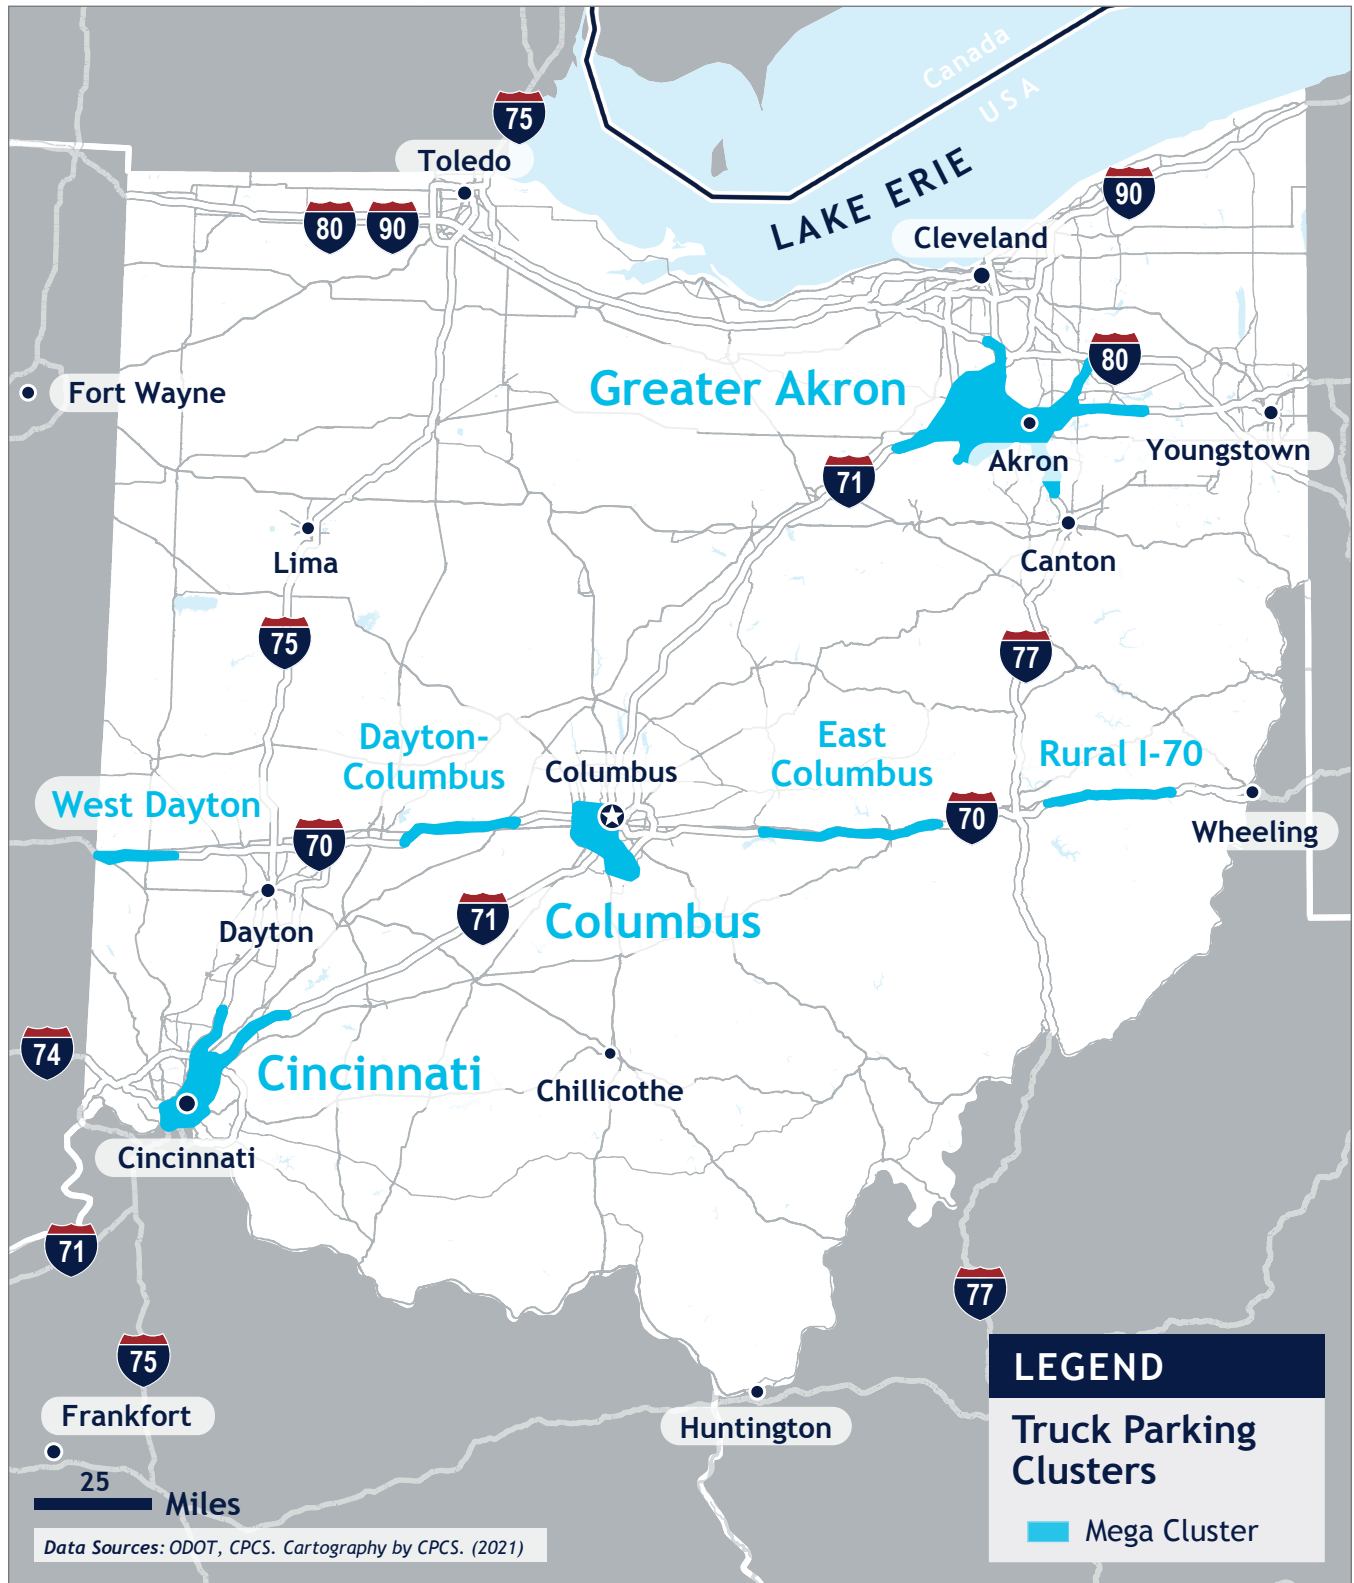 Canada
USA
75
Toledo
LAKE ERIE
90
80
90
Cleveland
80
Greater Akron
Fort Wayne
Youngstown
Akron
71
Lima
Canton
75
77
Dayton-
Columbus
East
Columbus
Rural I-70
Columbus
West Dayton
70
70
Wheeling
71
Columbus
Dayton
74
Cincinnati
Chillicothe
Cincinnati
71
77
75
Frankfort
Huntington
25
Miles
Data Sources: ODOT, CPCS. Cartography by CPCS. (2021)
LEGEND
Truck Parking
Clusters
Mega Cluster